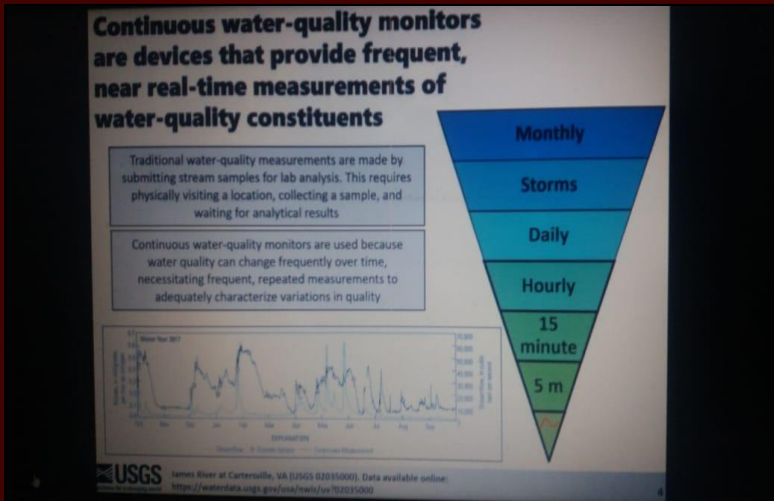 Continuous water-quality monitors
are devices that provide frequent,
near real-time measurements of
water-quality constituents
Traditional water-quality measurements are made by
submitting stream samples for lab analysis. This requires
physically visiting a location, collecting a sample, and
waiting for analytical results
Continuous water-quality monitors are used because
water quality can change frequently over time,
necessitating frequent, repeated measurements to
adequately characterize variations in quality
Monthly
Storms
Daily
Hourly
15
minute
5 m
Water Year 2017
EXPLANATION
USGS
James River at Cartersville, VA (USGS 02035000). Data available online:
https://waterdata.usgs.gov/usa/nwis/uv?02035000